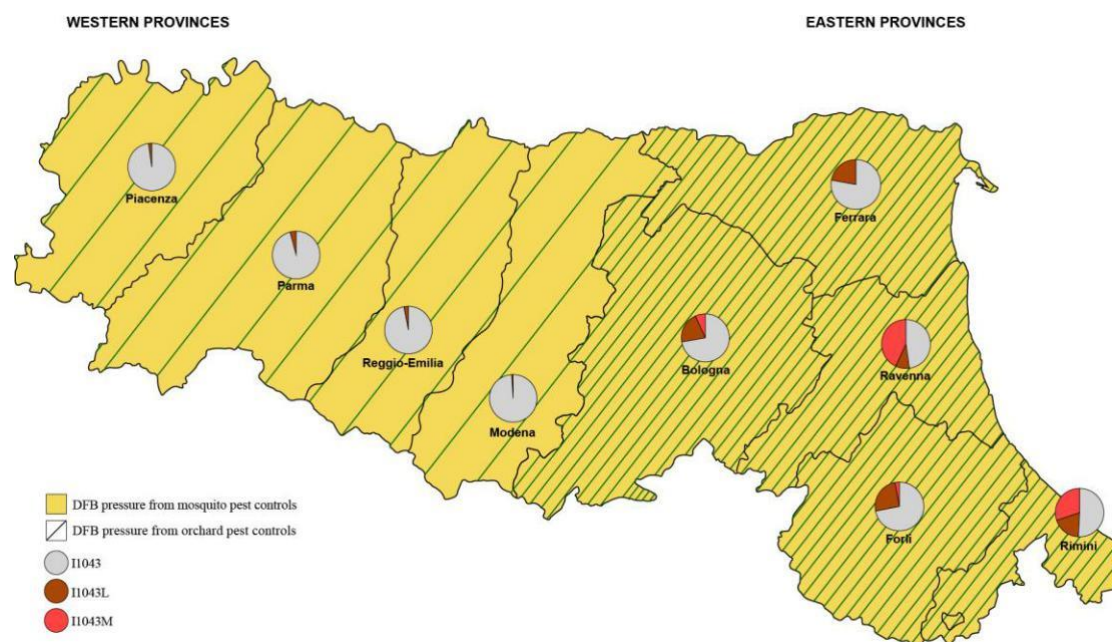 WESTERN PROVINCES
EASTERN PROVINCES
Piacenza
Ferrara
Parma
Reggio-Emilia
Bologna
Ravenna
Modena
Forlì
Rimini
DFB pressure from mosquito pest controls
DFB pressure from orchard pest controls
I1043
I1043L
I1043M